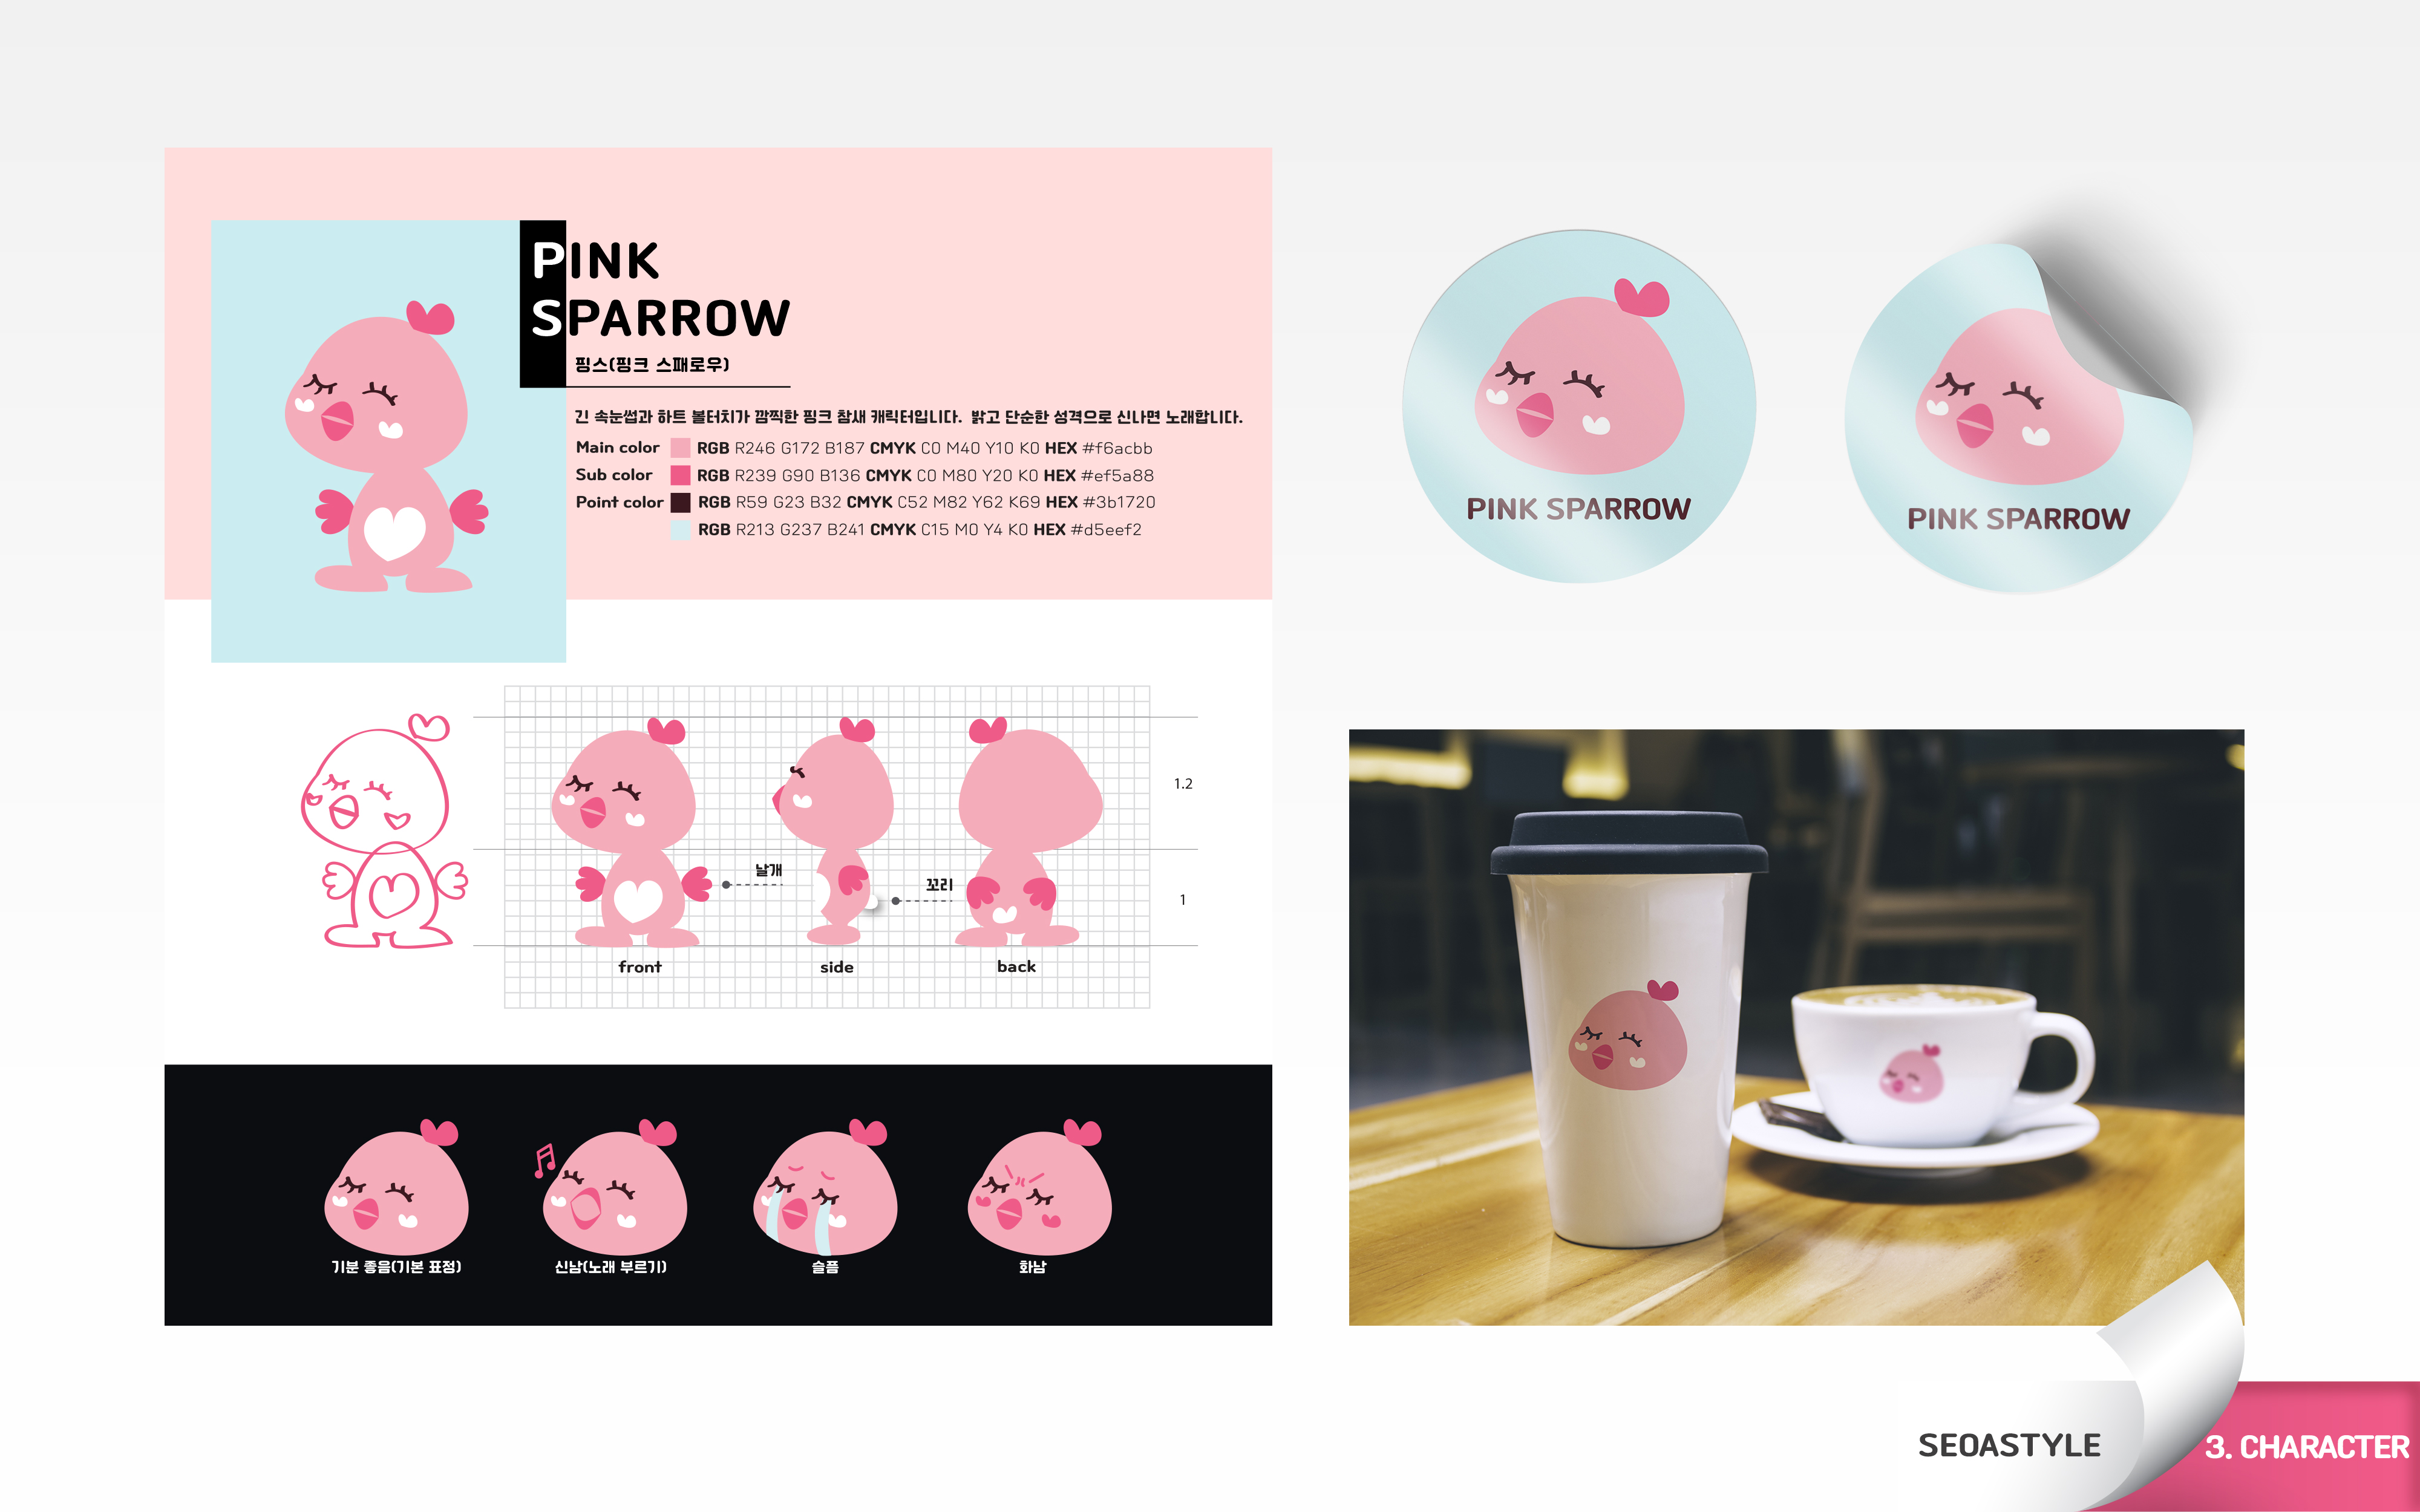 PINK
SPARROW
핑스(핑크 스패로우)
긴 속눈썹과 하트 볼터치가 깜찍한 핑크 참새 캐릭터입니다. 밝고 단순한 성격으로 신나면 노래합니다.
Main color RGB R246 G172 B187 CMYK C0 M40 Y10 K0 HEX #f6acbb
Sub color RGB R239 G90 B136 CMYK C0 M80 Y20 K0 HEX #ef5a88
Point color RGB R59 G23 B32 CMYK C52 M82 Y62 K69 HEX #3b1720
RGB R213 G237 B241 CMYK C15 M0 Y4 K0 HEX #d5eef2
1.2
날개
꼬리
1
front
side
back
기분 좋음(기본 표정)
신남(노래 부르기)
슬픔
화남
PINK SPARROW
PINK SPARROW
SEOASTYLE
3. CHARACTER